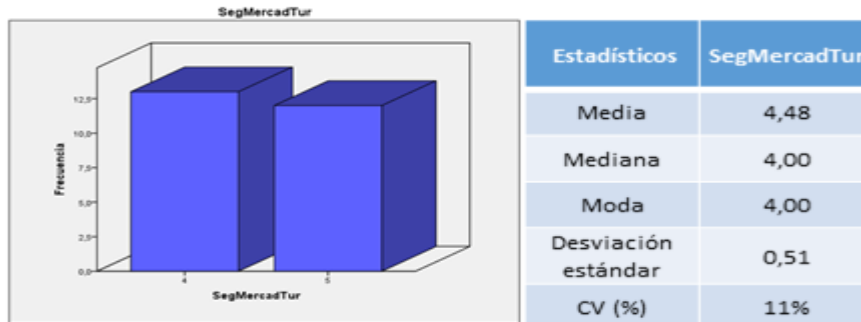 SegMercadTur
Frecuencia
12,5
10,0
7,5
5,0
2,5
0,0
4 5
SegMercadTur
Estadísticos SegMercadTur
Media 4,48
Mediana 4,00
Moda 4,00
Desviación
estándar 0,51
CV (%) 11%